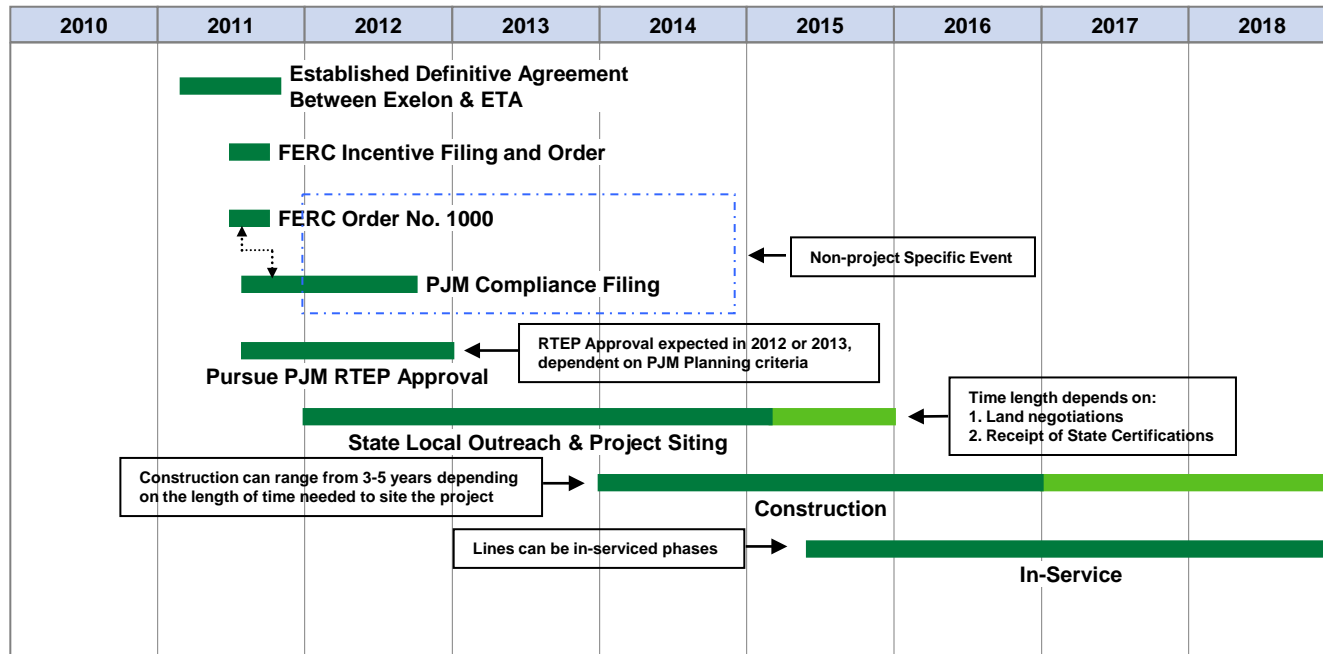 2010 2011 2012 2013 2014 2015 2016 2017 2018
Established Definitive Agreement
Between Exelon & ETA
FERC Incentive Filing and Order
FERC Order No. 1000
Non-project Specific Event
PJM Compliance Filing
RTEP Approval expected in 2012 or 2013,
dependent on PJM Planning criteria
Pursue PJM RTEP Approval
Time length depends on:
1. Land negotiations
2. Receipt of State Certifications
State Local Outreach & Project Siting
Construction can range from 3-5 years depending
on the length of time needed to site the project
Construction
Lines can be in-serviced phases
In-Service